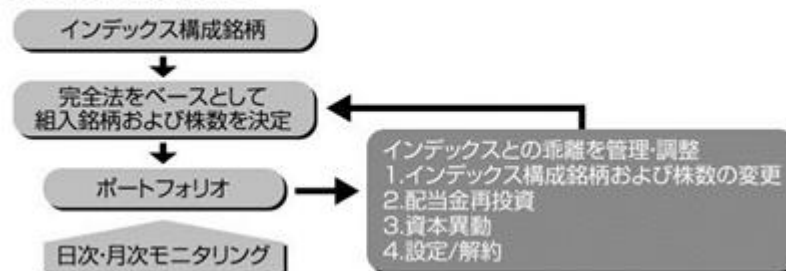 インデックス構成銘柄
完全法をベースとして
組入銘柄および株数を決定
ポートフォリオ
日次・月次モニタリング
インデックスとの乖離を管理・調整
1.インデックス構成銘柄および株数の変更
2.配当金再投資
3.資本異動
4.設定/解約